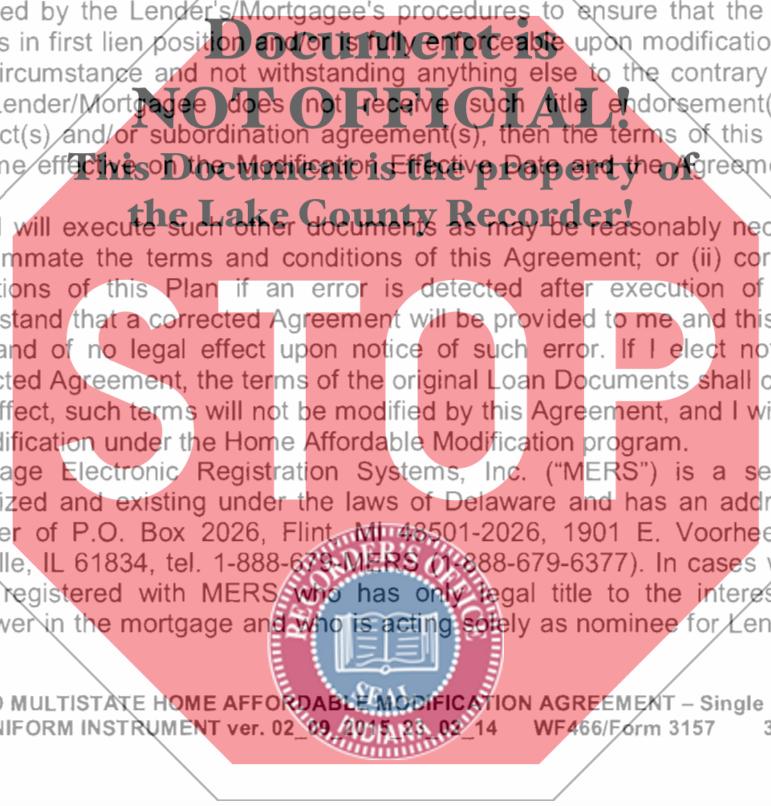 ed by the Lender's/Mortgagee's procedures to ensure that the
Document is
s in first lien position and/or is fully enforceable upon modificatio
ircumstance and not withstanding anything else to the contrary
NOT OFFICIAL!
ender/Mortgagee does not receive such title endorsement(
ct(s) and/or subordination agreement(s), then the terms of this
This Document is the property of
me effective on the Modification Effective Date and the Agreeme
the Lake County Recorder!
I will execute such other documents as may be reasonably nec
mmate the terms and conditions of this Agreement; or (ii) cor
ions of this Plan if an error is detected after execution of
stand that a corrected Agreement will be provided to me and this
STOP
and of no legal effect upon notice of such error. If I elect no
cted Agreement, the terms of the original Loan Documents shall c
ffect, such terms will not be modified by this Agreement, and I wi
dification under the Home Affordable Modification program.
age Electronic Registration Systems, Inc. (“MERS”) is a se
ized and existing under the laws of Delaware and has an addr
er of P.O. Box 2026, Flint, MI 48501-2026, 1901 E. Voorhee
lle, IL 61834, tel. 1-888-679-MERS (1-888-679-6377). In cases
registered with MERS who has only legal title to the interes
wer in the mortgage and who is acting solely as nominee for Len
RECORDER'S OFFICE
SEAL
INDIANA
MULTISTATE HOME AFFORDABLE MODIFICATION AGREEMENT – Single
NIFORM INSTRUMENT ver. 02_09_2015_23_03_14 WF466/Form 3157 3